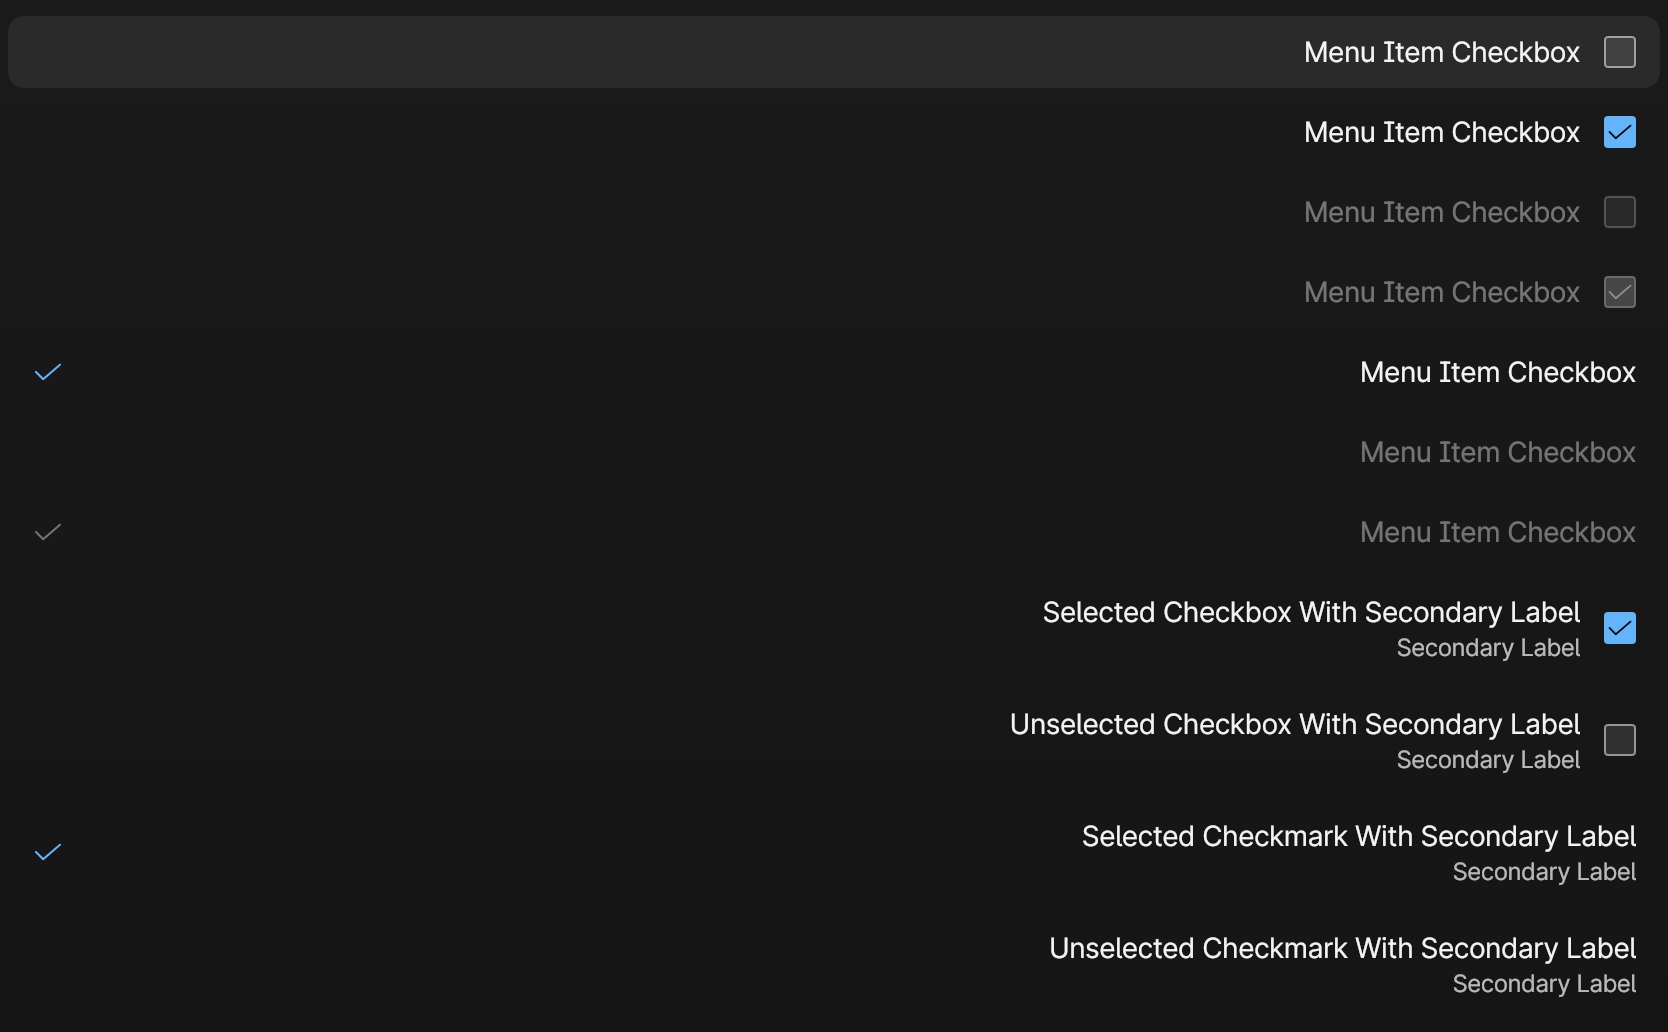 Menu Item Checkbox
Menu Item Checkbox
Menu Item Checkbox
Menu Item Checkbox
Menu Item Checkbox
Menu Item Checkbox
Menu Item Checkbox
Selected Checkbox With Secondary Label
Secondary Label
Unselected Checkbox With Secondary Label
Secondary Label
Selected Checkmark With Secondary Label
Secondary Label
Unselected Checkmark With Secondary Label
Secondary Label